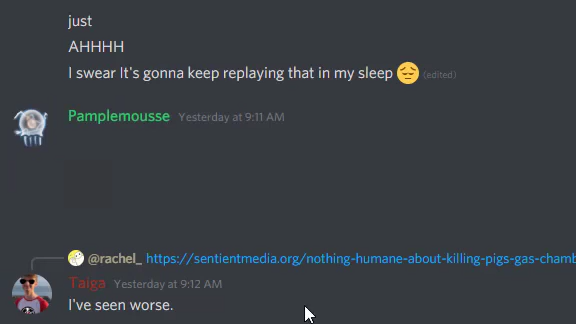 just
AHHHH
I swear It's gonna keep replaying that in my sleep (edited)
Pamplemousse Yesterday at 9:11 AM
@rachel_ https://sentientmedia.org/nothing-humane-about-killing-pigs-gas-chamb
Taiga Yesterday at 9:12 AM
I've seen worse.